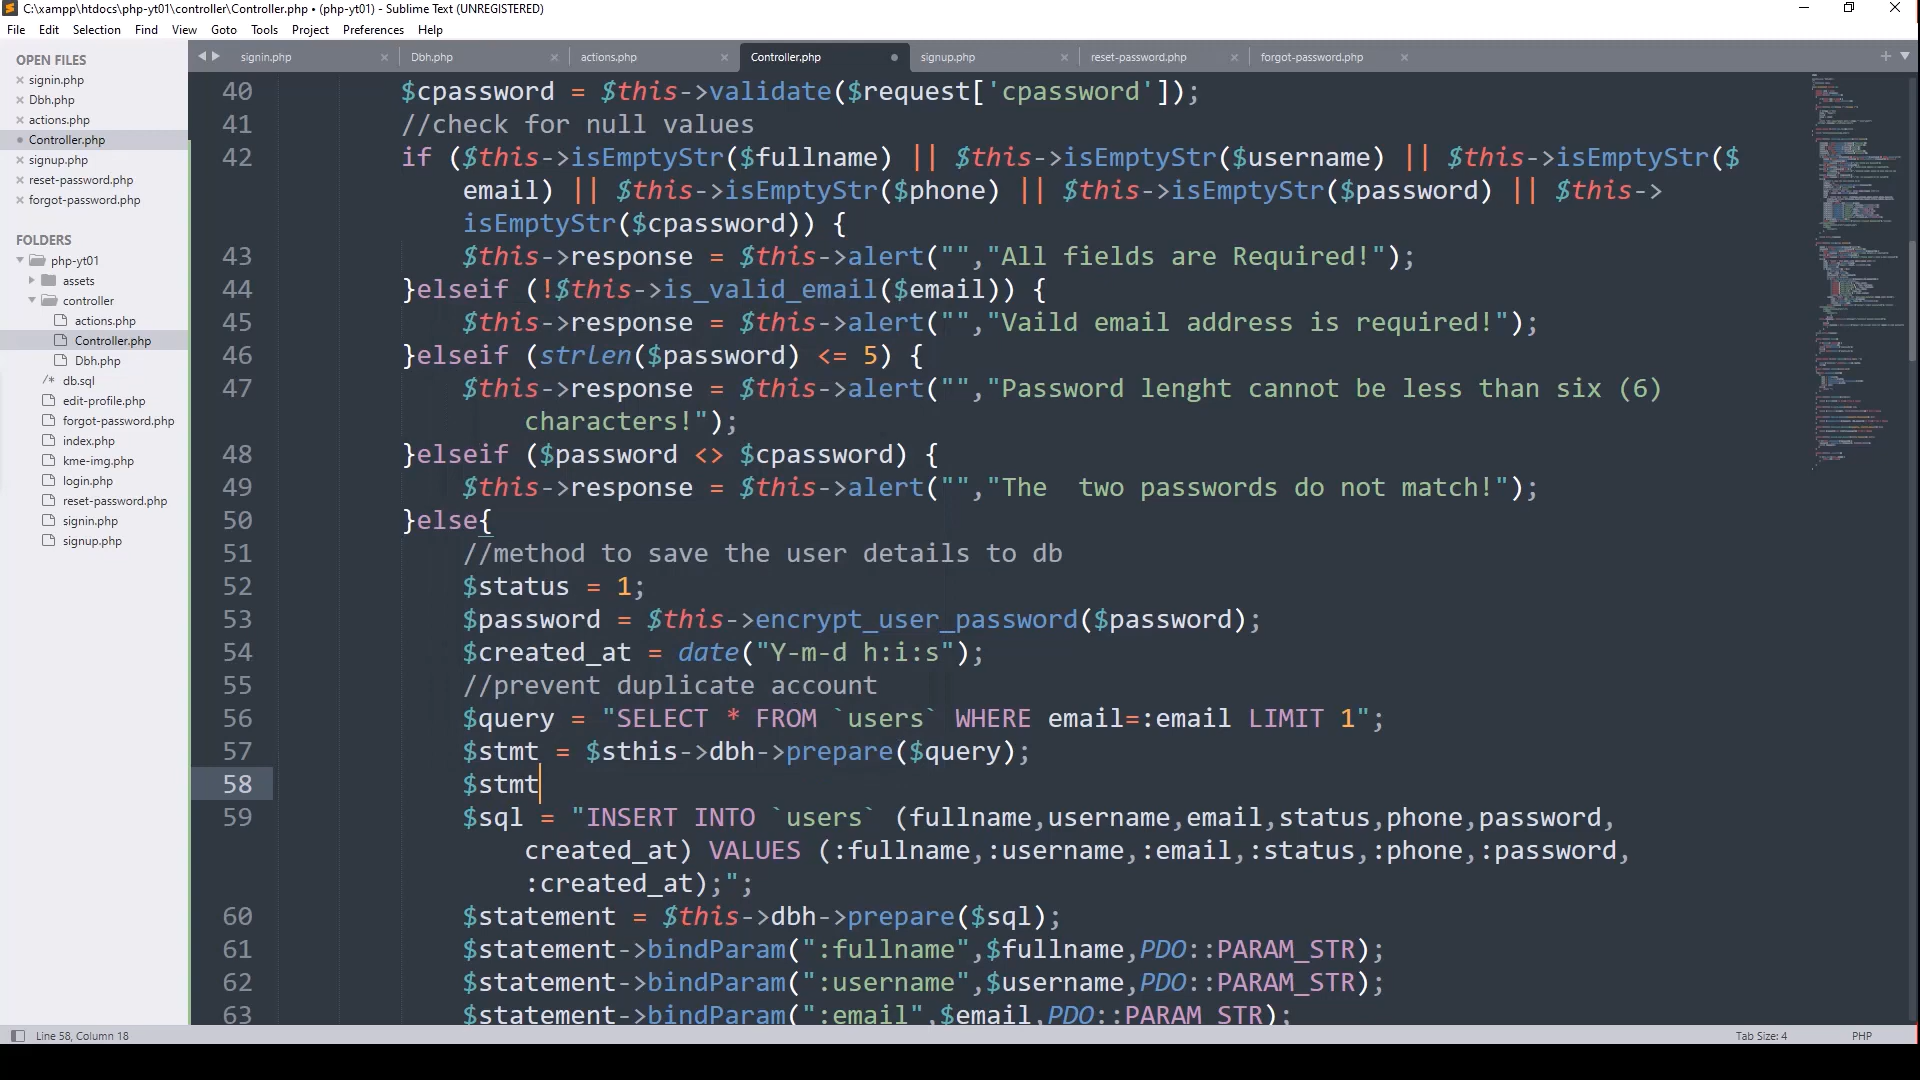 C:\xampp\htdocs\php-yt01\controller\Controller.php • (php-yt01) - Sublime Text (UNREGISTERED)
File Edit Selection Find View Goto Tools Project Preferences Help
OPEN FILES
signin.php
Dbh.php
actions.php
Controller.php
signup.php
reset-password.php
forgot-password.php
FOLDERS
php-yt01
assets
controller
actions.php
Controller.php
Dbh.php
/* db.sql
edit-profile.php
forgot-password.php
index.php
kme-img.php
login.php
reset-password.php
signin.php
signup.php
signin.php Dbh.php actions.php Controller.php signup.php reset-password.php forgot-password.php
40 $cpassword = $this->validate($request['cpassword']);
41 //check for null values
42 if ($this->isEmptyStr($fullname) || $this->isEmptyStr($username) || $this->isEmptyStr($
email) || $this->isEmptyStr($phone) || $this->isEmptyStr($password) || $this->
isEmptyStr($cpassword)) {
43 $this->response = $this->alert("","All fields are Required!");
44 }elseif (!$this->is_valid_email($email)) {
45 $this->response = $this->alert("","Vaild email address is required!");
46 }elseif (strlen($password) <= 5) {
47 $this->response = $this->alert("","Password lenght cannot be less than six (6)
characters!");
48 }elseif ($password <> $cpassword) {
49 $this->response = $this->alert("","The  two passwords do not match!");
50 }else{
51 //method to save the user details to db
52 $status = 1;
53 $password = $this->encrypt_user_password($password);
54 $created_at = date("Y-m-d h:i:s");
55 //prevent duplicate account
56 $query = "SELECT * FROM `users` WHERE email=:email LIMIT 1";
57 $stmt = $sthis->dbh->prepare($query);
58 $stmt
59 $sql = "INSERT INTO `users` (fullname,username,email,status,phone,password,
created_at) VALUES (:fullname,:username,:email,:status,:phone,:password,
:created_at);";
60 $statement = $this->dbh->prepare($sql);
61 $statement->bindParam(":fullname",$fullname,PDO::PARAM_STR);
62 $statement->bindParam(":username",$username,PDO::PARAM_STR);
63 $statement->bindParam(":email",$email,PDO::PARAM_STR);
Line 58, Column 18 Tab Size: 4 PHP